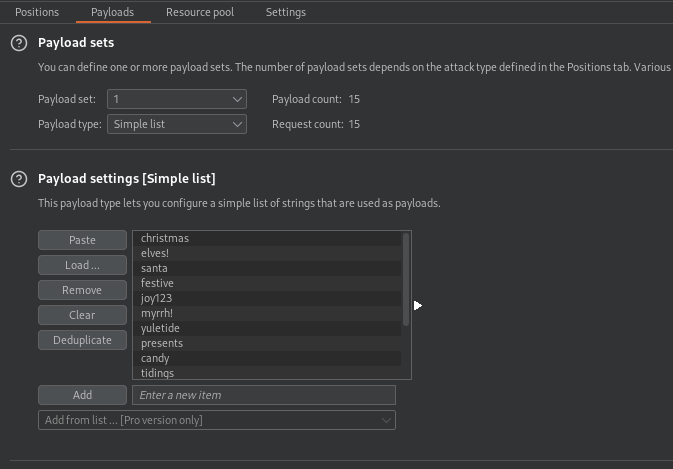 Positions Payloads Resource pool Settings
Payload sets
You can define one or more payload sets. The number of payload sets depends on the attack type defined in the Positions tab. Various
Payload set: 1 Payload count: 15
Payload type: Simple list Request count: 15
Payload settings [Simple list]
This payload type lets you configure a simple list of strings that are used as payloads.
Paste
Load ...
Remove
Clear
Deduplicate
christmas
elves!
santa
festive
joy123
myrrh!
yuletide
presents
candy
tidings
Add Enter a new item
Add from list ... [Pro version only]